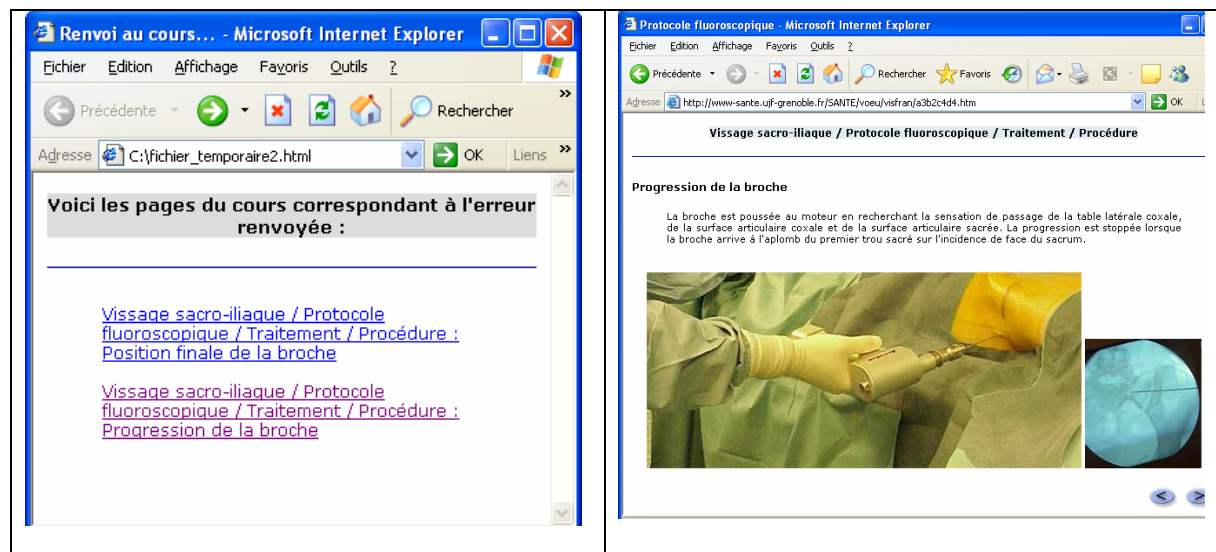 Renvoi au cours... - Microsoft Internet Explorer
Fichier Edition Affichage Favoris Outils ?
Précédente Rechercher »
Adresse C:\fichier_temporaire2.html OK Liens »
Voici les pages du cours correspondant à l'erreur
renvoyée :
Vissage sacro-iliaque / Protocole
fluoroscopique / Traitement / Procédure :
Position finale de la broche
Vissage sacro-iliaque / Protocole
fluoroscopique / Traitement / Procédure :
Progression de la broche
Protocole fluoroscopique - Microsoft Internet Explorer
Fichier Edition Affichage Favoris Outils ?
Précédente Rechercher Favoris
Adresse http://www-sante.ujf-grenoble.fr/SANTE/voeu/visfran/a3b2c4d4.htm OK
Vissage sacro-iliaque / Protocole fluoroscopique / Traitement / Procédure
Progression de la broche
La broche est poussée au moteur en recherchant la sensation de passage de la table latérale coxale,
de la surface articulaire coxale et de la surface articulaire sacrée. La progression est stoppée lorsque
la broche arrive à l'aplomb du premier trou sacré sur l'incidence de face du sacrum.
< >